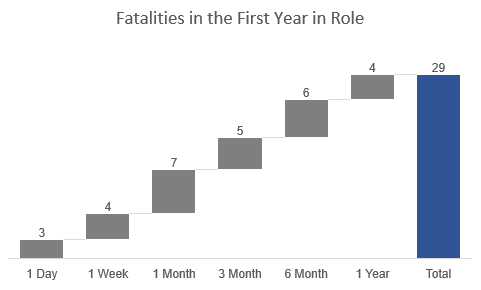 Fatalities in the First Year in Role
3
4
7
5
6
4
29
1 Day
1 Week
1 Month
3 Month
6 Month
1 Year
Total